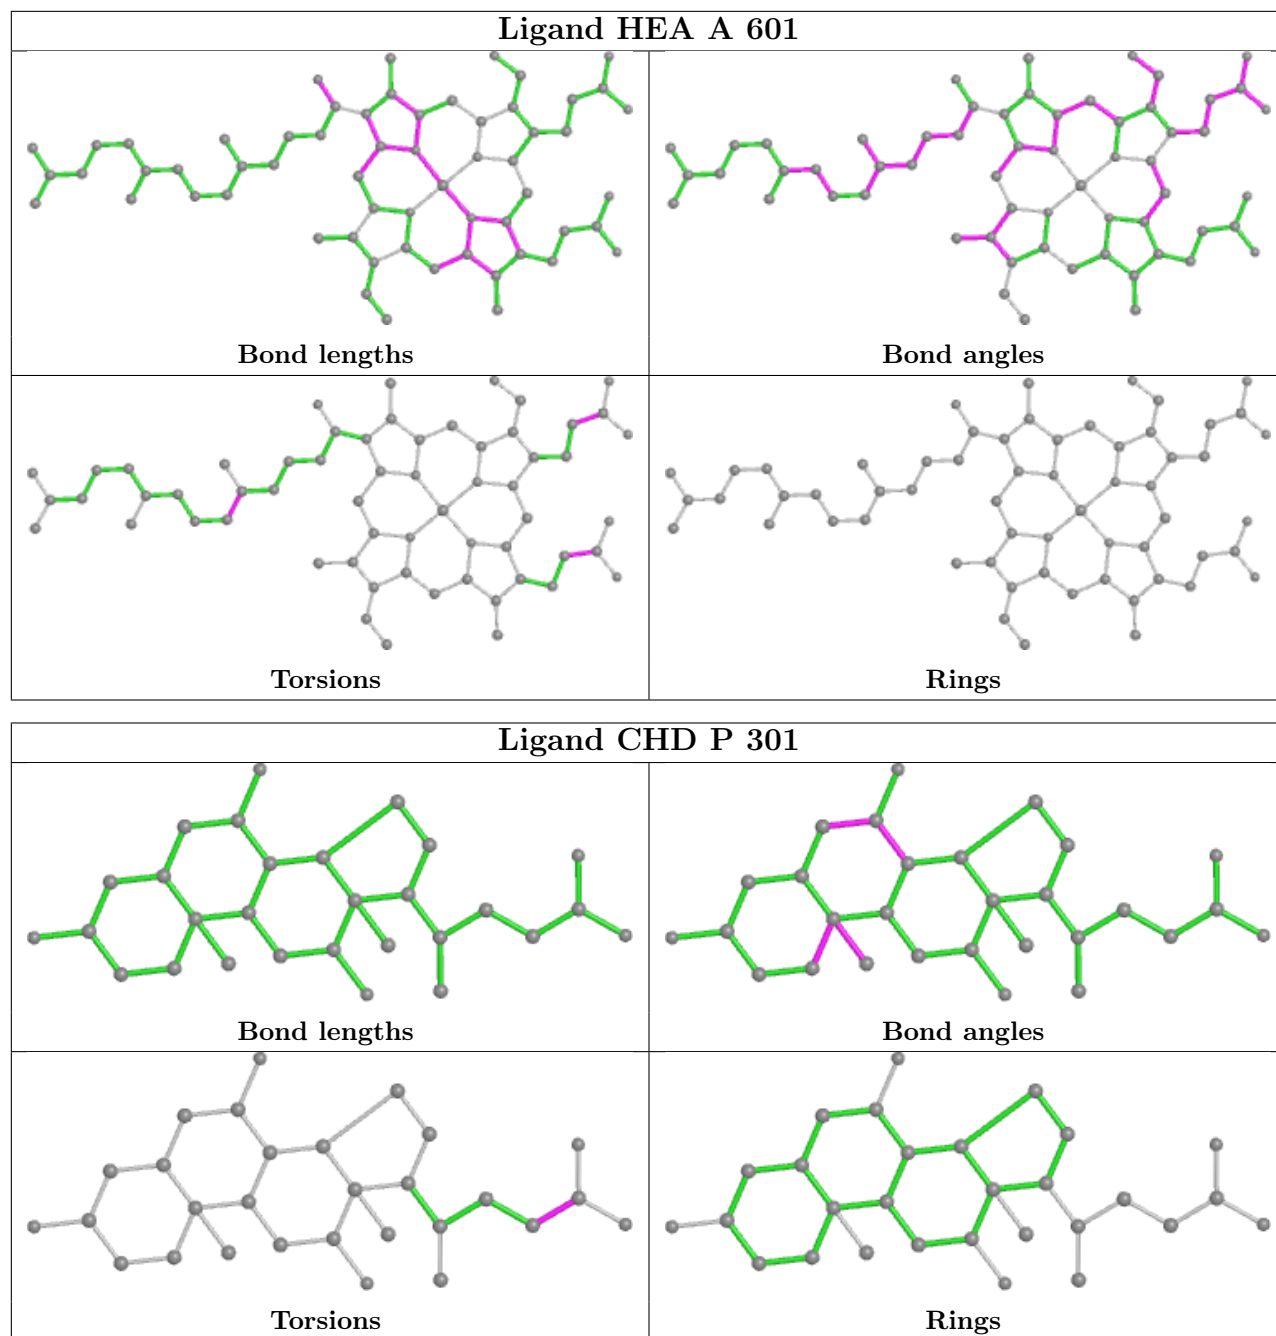 Ligand HEA A 601
Bond lengths
Bond angles
Torsions
Rings
Ligand CHD P 301
Bond lengths
Bond angles
Torsions
Rings